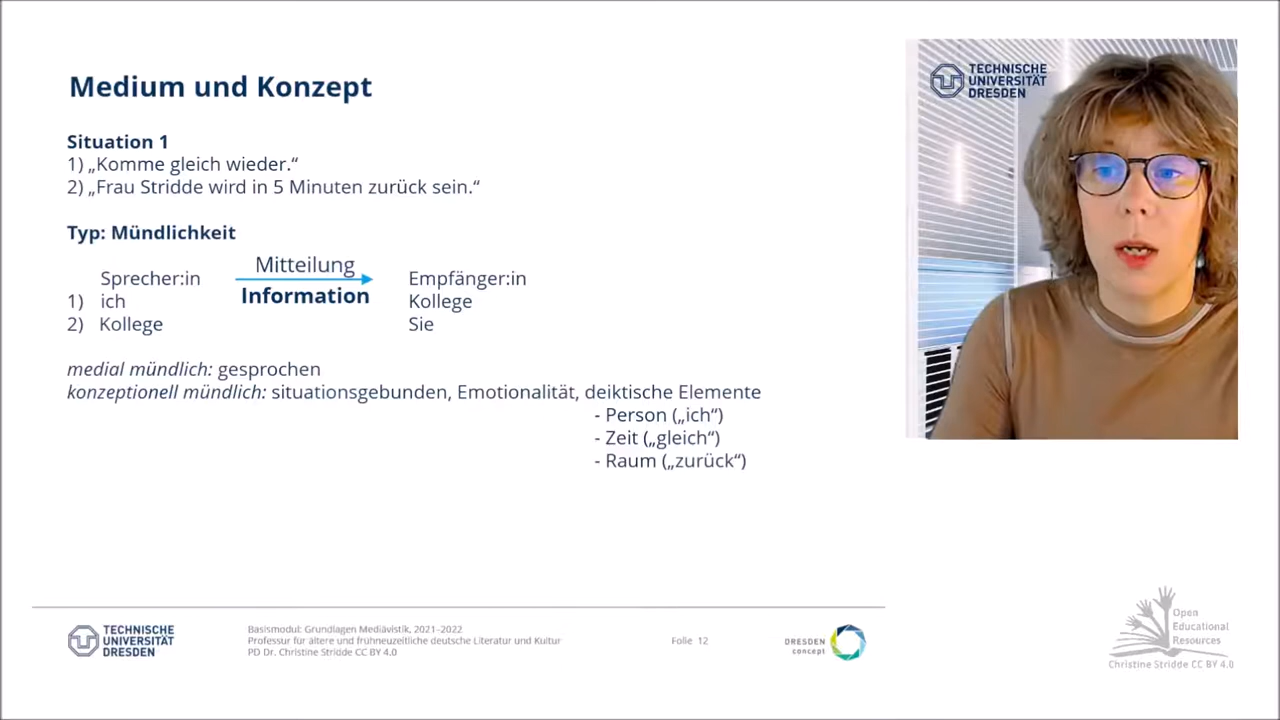 Medium und Konzept
Situation 1
1) „Komme gleich wieder.“
2) „Frau Stridde wird in 5 Minuten zurück sein.“
Typ: Mündlichkeit
Sprecher:in
Mitteilung
Information
Empfänger:in
1) ich
Kollege
2) Kollege
Sie
medial mündlich: gesprochen
konzeptionell mündlich: situationsgebunden, Emotionalität, deiktische Elemente
- Person („ich“)
- Zeit („gleich“)
- Raum („zurück“)
TECHNISCHE
UNIVERSITÄT
DRESDEN
TECHNISCHE
UNIVERSITÄT
DRESDEN
Basismodul: Grundlagen Mediävistik, 2021–2022
Professur für ältere und frühneuzeitliche deutsche Literatur und Kultur
PD Dr. Christine Stridde CC BY 4.0
Folie 12
DRESDEN
concept
Open
Educational
Resources
Christine Stridde CC BY 4.0